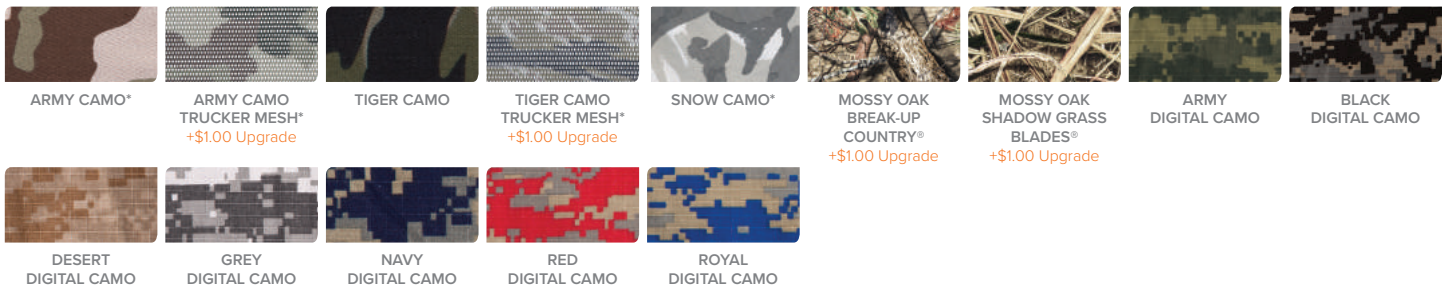 ARMY CAMO*
ARMY CAMO
TRUCKER MESH*
+$1.00 Upgrade
TIGER CAMO
TIGER CAMO
TRUCKER MESH*
+$1.00 Upgrade
SNOW CAMO*
MOSSY OAK
BREAK-UP
COUNTRY®
+$1.00 Upgrade
MOSSY OAK
SHADOW GRASS
BLADES®
+$1.00 Upgrade
ARMY
DIGITAL CAMO
BLACK
DIGITAL CAMO
DESERT
DIGITAL CAMO
GREY
DIGITAL CAMO
NAVY
DIGITAL CAMO
RED
DIGITAL CAMO
ROYAL
DIGITAL CAMO